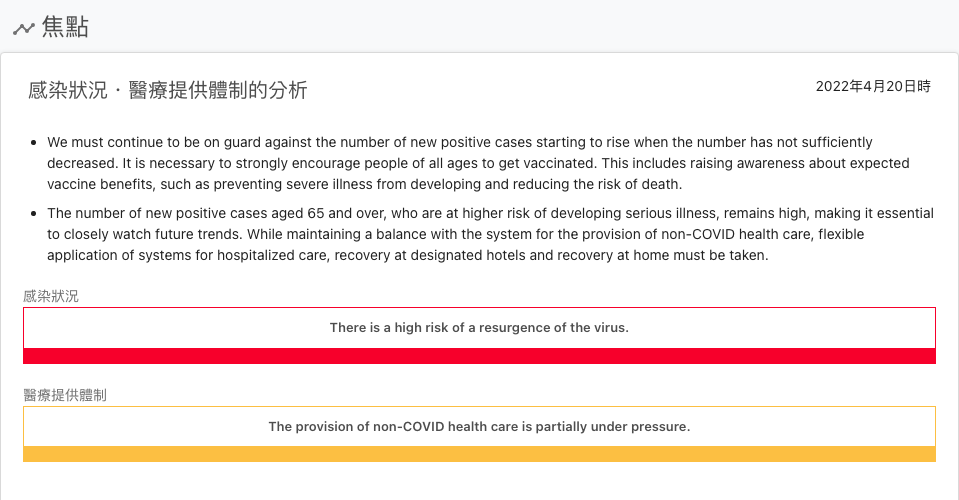 焦點
感染狀況・醫療提供體制的分析
2022年4月20日時
We must continue to be on guard against the number of new positive cases starting to rise when the number has not sufficiently
decreased. It is necessary to strongly encourage people of all ages to get vaccinated. This includes raising awareness about expected
vaccine benefits, such as preventing severe illness from developing and reducing the risk of death.
The number of new positive cases aged 65 and over, who are at higher risk of developing serious illness, remains high, making it essential
to closely watch future trends. While maintaining a balance with the system for the provision of non-COVID health care, flexible
application of systems for hospitalized care, recovery at designated hotels and recovery at home must be taken.
感染狀況
There is a high risk of a resurgence of the virus.
醫療提供體制
The provision of non-COVID health care is partially under pressure.